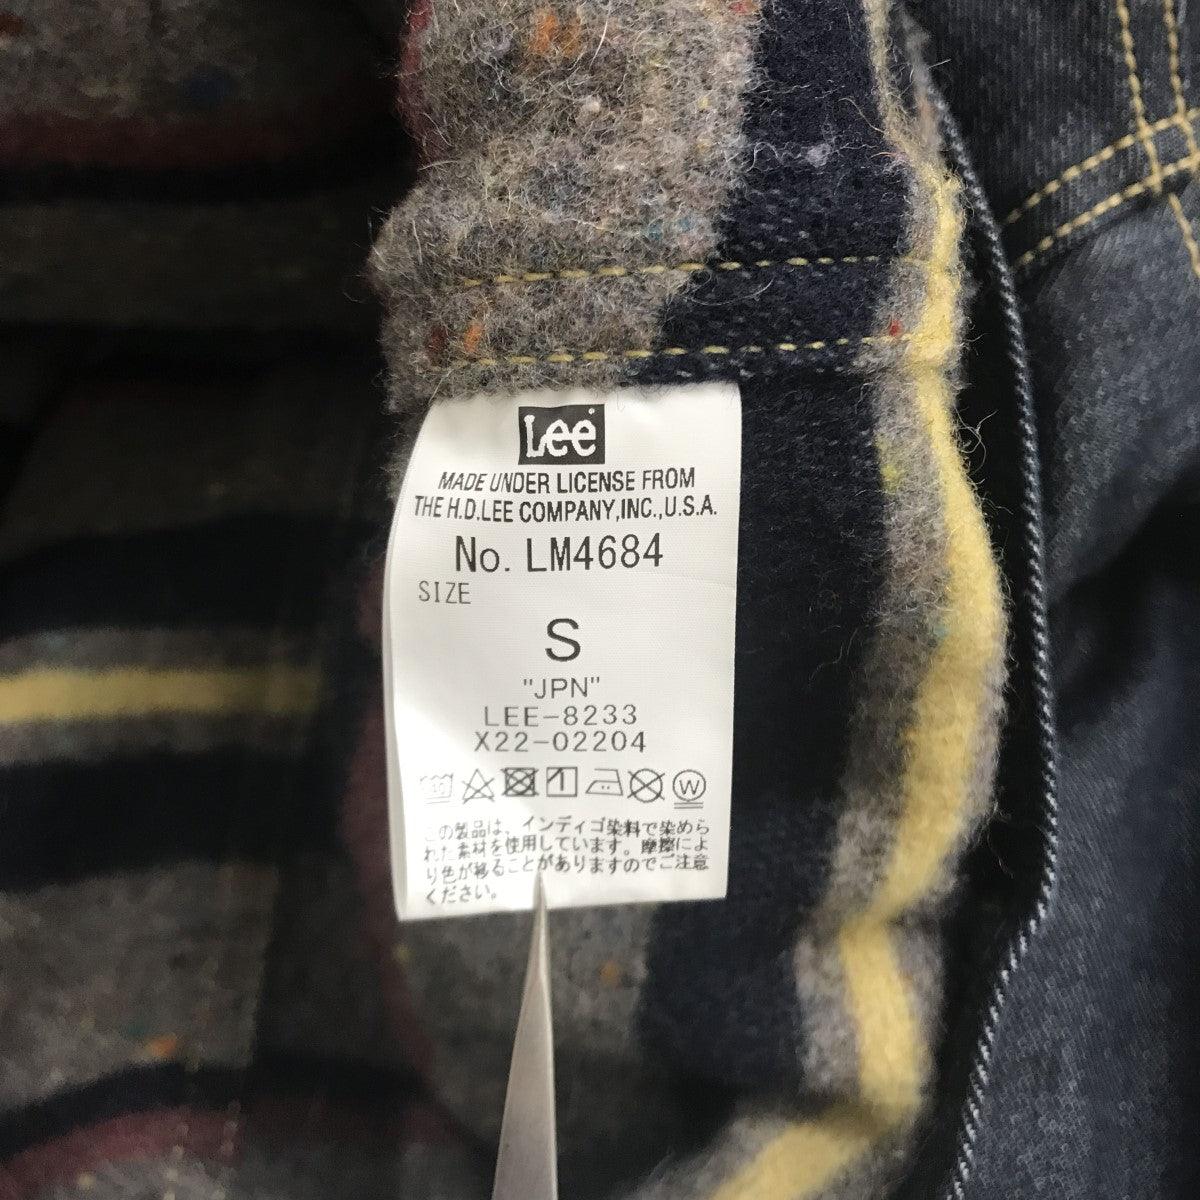 Lee
MADE UNDER LICENSE FROM
THE H.D.LEE COMPANY,INC.,U.S.A.
No. LM4684
SIZE
S
"JPN"
LEE-8233
X22-02204
W
この製品は、インディゴ染料で染めら
れた素材を使用しています。摩擦によ
り色が移ることがありますのでご注意
ください。